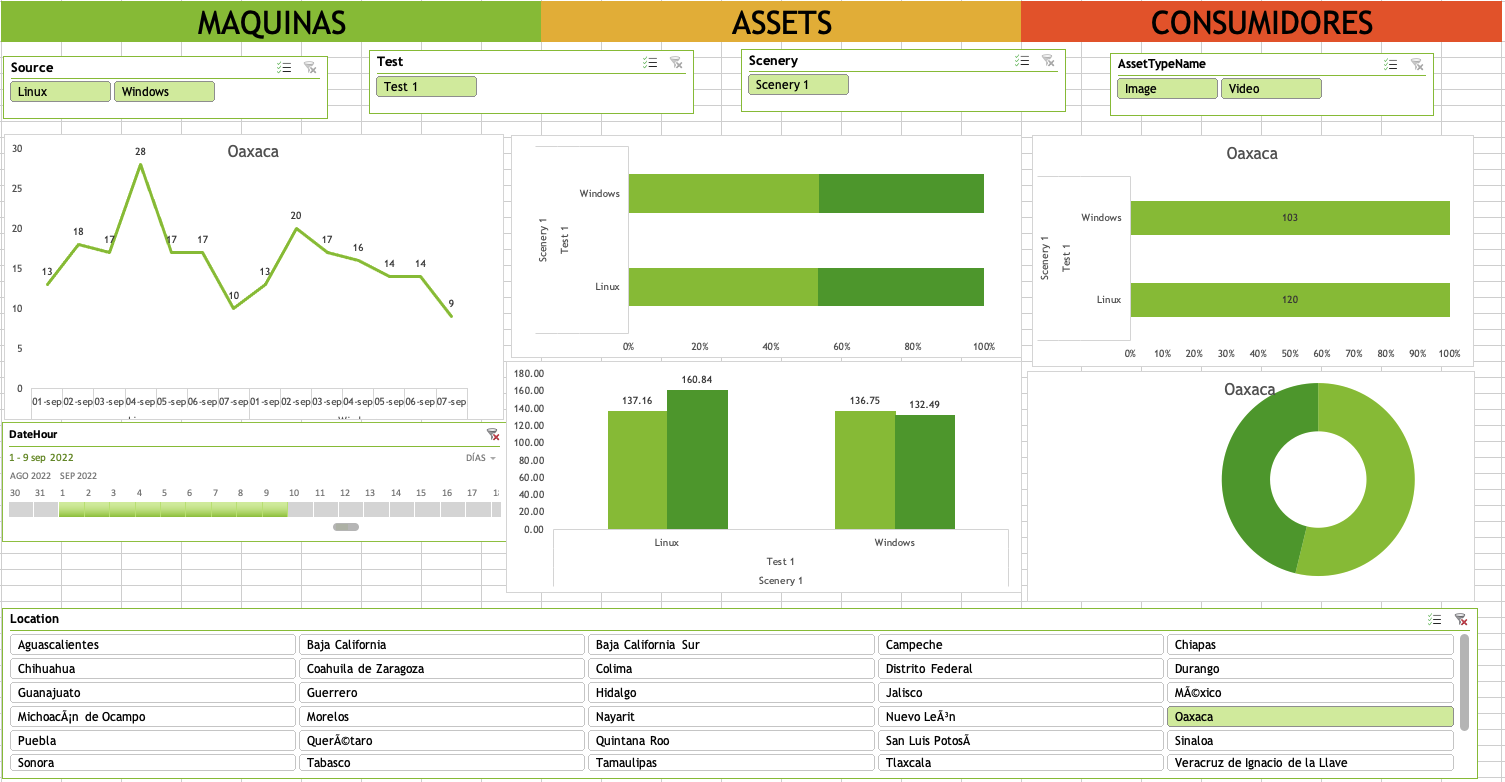 MAQUINAS ASSETS CONSUMIDORES
Source
Linux Windows
Test
Test 1
Scenery
Scenery 1
AssetTypeName
Image Video
Oaxaca
30
25
20
15
10
5
0
13 18 17 28 17 17 10 13 20 17 16 14 14 9
01-sep 02-sep 03-sep 04-sep 05-sep 06-sep 07-sep 01-sep 02-sep 03-sep 04-sep 05-sep 06-sep 07-sep
DateHour
1 - 9 sep 2022 DÍAS
AGO 2022 SEP 2022
30 31 1 2 3 4 5 6 7 8 9 10 11 12 13 14 15 16 17
Scenery 1
Test 1
Windows
Linux
0% 20% 40% 60% 80% 100%
180.00
160.00
140.00
120.00
100.00
80.00
60.00
40.00
20.00
0.00
137.16 160.84 136.75 132.49
Linux Windows
Test 1
Scenery 1
Oaxaca
Scenery 1
Test 1
Windows 103
Linux 120
0% 10% 20% 30% 40% 50% 60% 70% 80% 90% 100%
Oaxaca
Location
Aguascalientes Baja California Baja California Sur Campeche Chiapas
Chihuahua Coahuila de Zaragoza Colima Distrito Federal Durango
Guanajuato Guerrero Hidalgo Jalisco MÃ©xico
MichoacÃ¡n de Ocampo Morelos Nayarit Nuevo LeÃ³n Oaxaca
Puebla QuerÃ©taro Quintana Roo San Luis PotosÃ Sinaloa
Sonora Tabasco Tamaulipas Tlaxcala Veracruz de Ignacio de la Llave